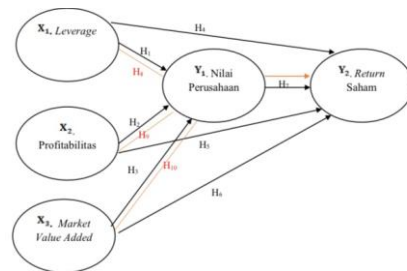 X1. Leverage
H4
H1
H4
Y1. Nilai
Perusahaan
H7
Y2. Return
Saham
X2.
Profitabilitas
H2
H9
H5
H3
H10
H6
X3. Market
Value Added